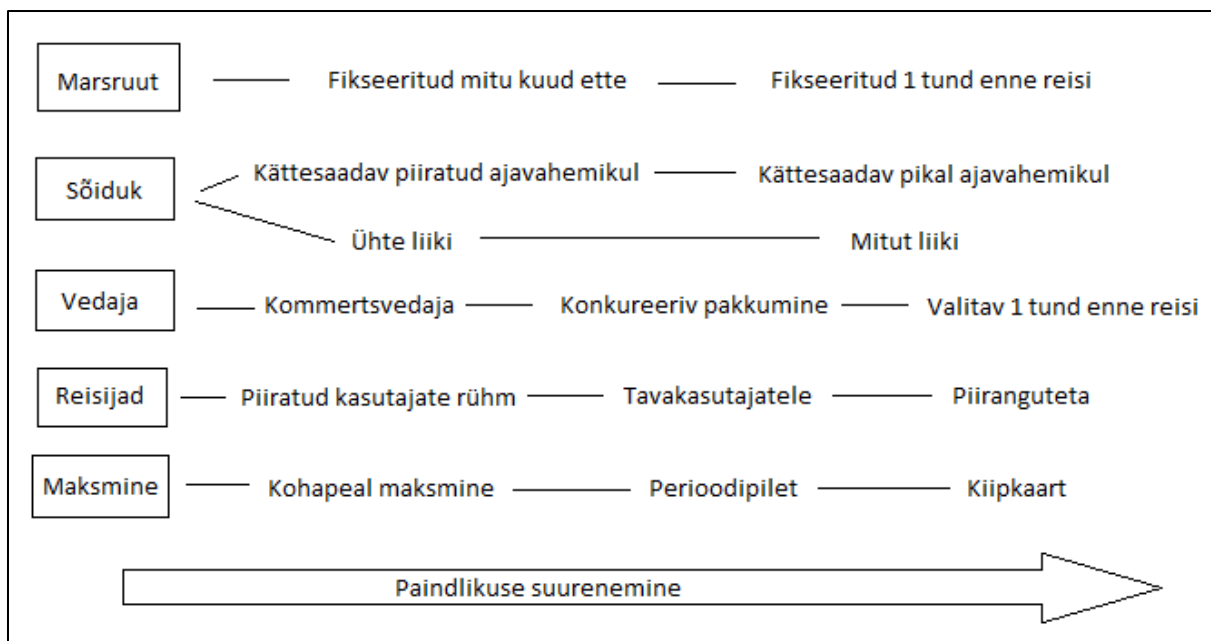 Marsruut Fikseeritud mitu kuud ette Fikseeritud 1 tund enne reisi
Kättesaadav piiratud ajavahemikul Kättesaadav pikal ajavahemikul
Sõiduk
Ühte liiki Mitut liiki
Vedaja Kommertsvedaja Konkureeriv pakkumine Valitav 1 tund enne reisi
Reisijad Piiratud kasutajate rühm Tavakasutajatele Piiranguteta
Maksmine Kohapeal maksmine Perioodipilet Kiipkaart
Paindlikuse suurenemine